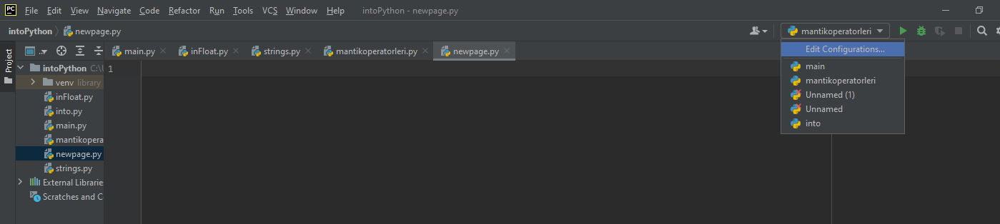 PC File Edit View Navigate Code Refactor Run Tools VCS Window Help intoPython - newpage.py
intoPython newpage.py mantikoperatorleri
Project
main.py inFloat.py strings.py mantikoperatorleri.py newpage.py
Edit Configurations...
main
mantikoperatorleri
Unnamed (1)
Unnamed
into
intoPython C:\U
venv library
inFloat.py
into.py
main.py
mantikopera
newpage.py
strings.py
External Librarie
Scratches and C
1